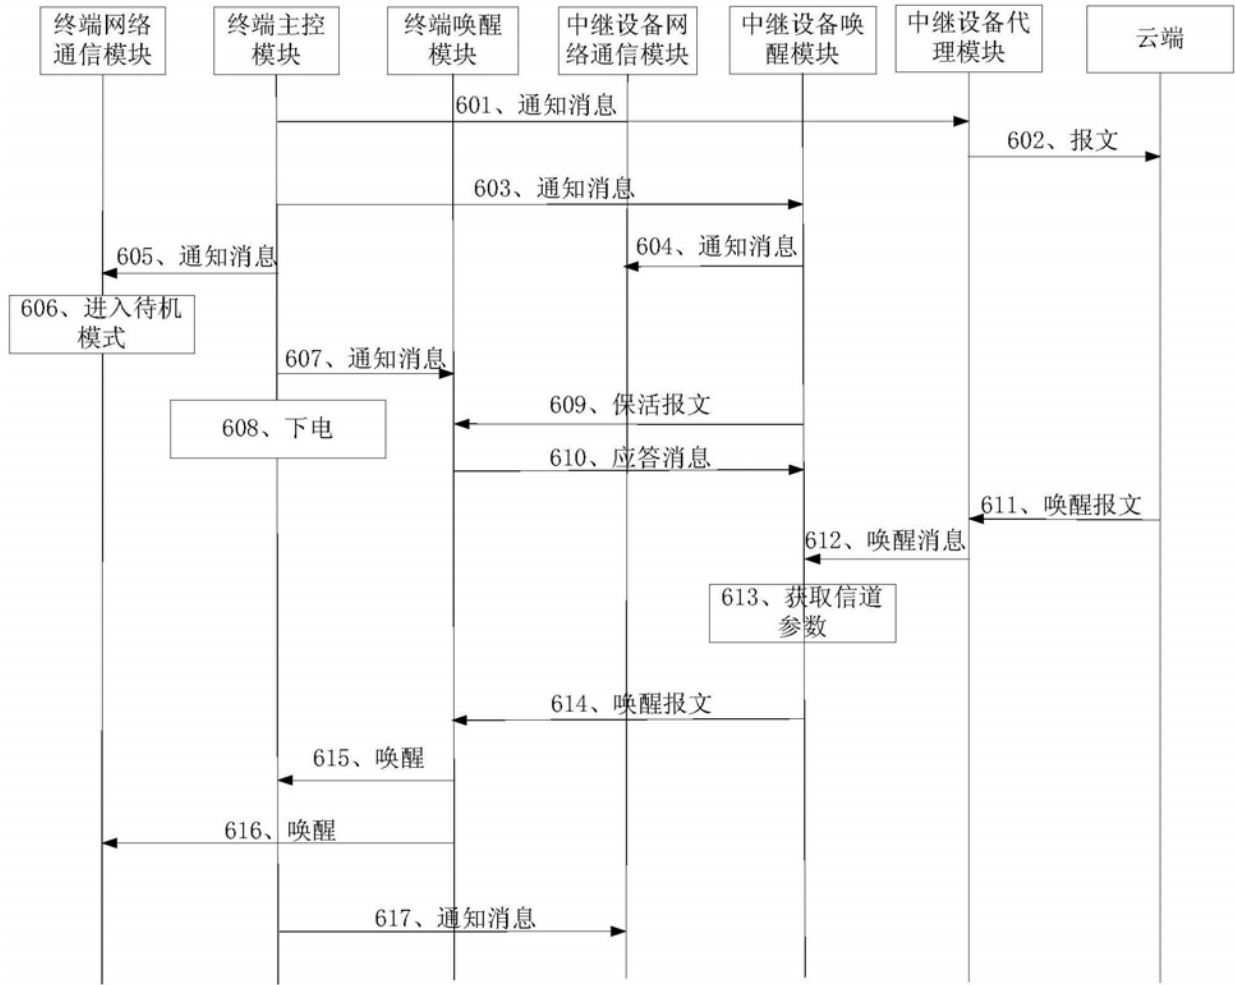 终端网络
通信模块
终端主控
模块
终端唤醒
模块
中继设备网
络通信模块
中继设备唤
醒模块
中继设备代
理模块
云端
601、通知消息
602、报文
603、通知消息
604、通知消息
605、通知消息
606、进入待机
模式
607、通知消息
608、下电
609、保活报文
610、应答消息
611、唤醒报文
612、唤醒消息
613、获取信道
参数
614、唤醒报文
615、唤醒
616、唤醒
617、通知消息